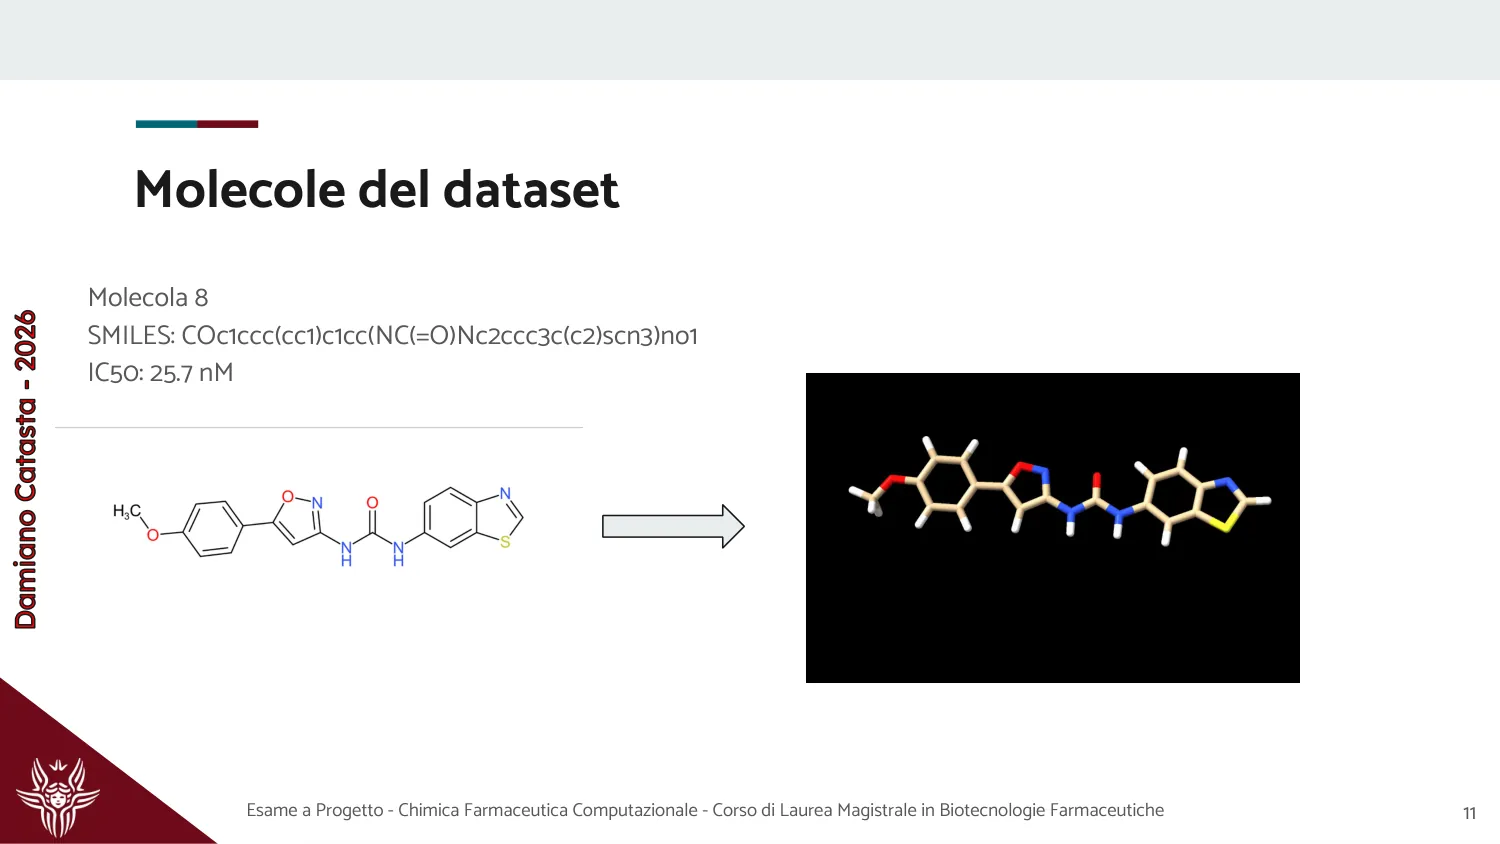 Molecole del dataset
Molecola 8
SMILES: COc1ccc(cc1)c1cc(NC(=O)Nc2ccc3c(c2)scn3)no1
IC50: 25.7 nM
Damiano Catasta - 2026
H3C
O
O
N
O
N
H
N
H
N
S
Esame a Progetto - Chimica Farmaceutica Computazionale - Corso di Laurea Magistrale in Biotecnologie Farmaceutiche
11